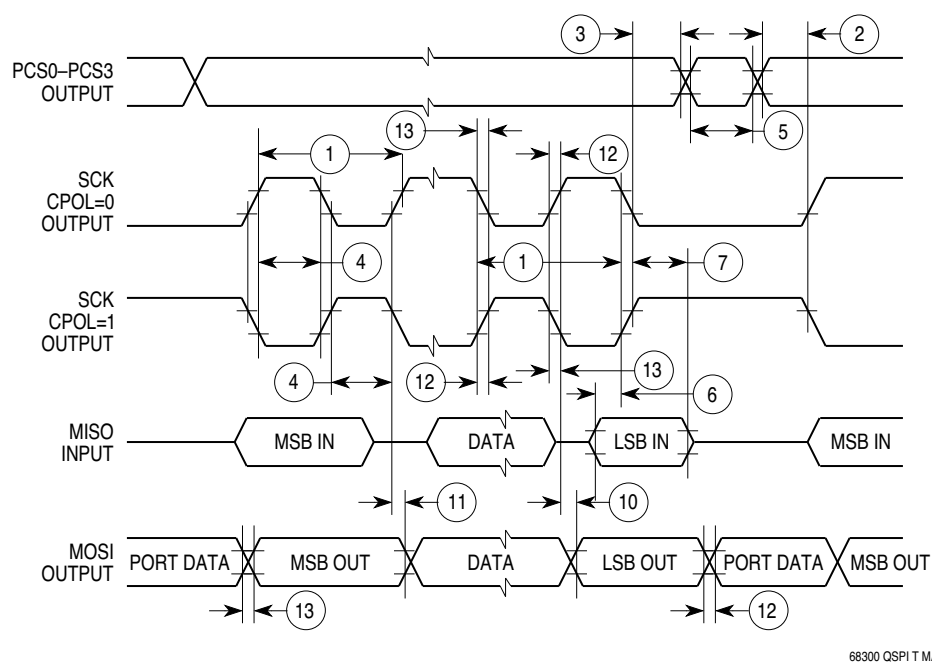 3
2
PCS0–PCS3
OUTPUT
5
13
12
1
SCK
CPOL=0
OUTPUT
4
1
7
SCK
CPOL=1
OUTPUT
4
12
13
6
MISO
INPUT
MSB IN
DATA
LSB IN
MSB IN
11
10
MOSI
OUTPUT
PORT DATA
MSB OUT
DATA
LSB OUT
PORT DATA
MSB OUT
13
12
68300 QSPI T M